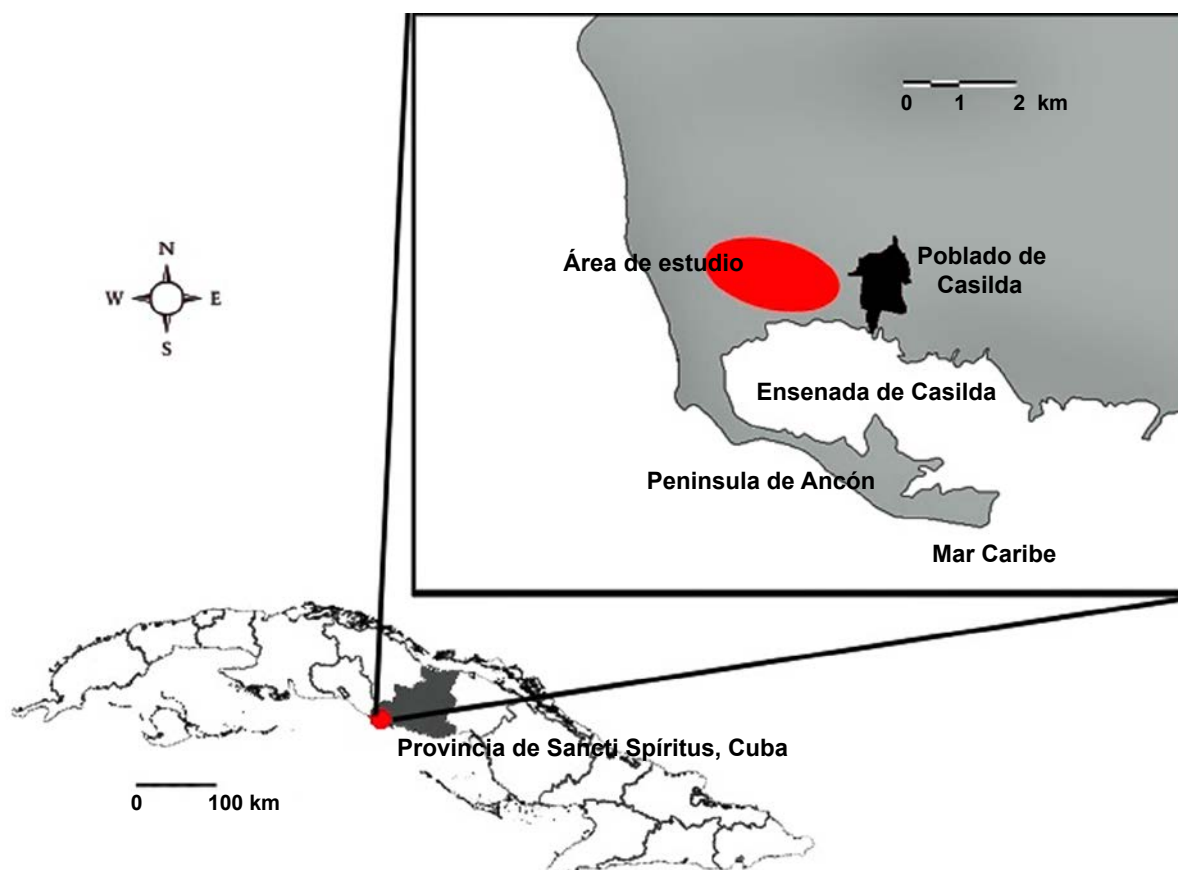 0 1 2 km
Área de estudio
Poblado de
Casilda
N
W E
S
Ensenada de Casilda
Peninsula de Ancón
Mar Caribe
Provincia de Sancti Spíritus, Cuba
0 100 km